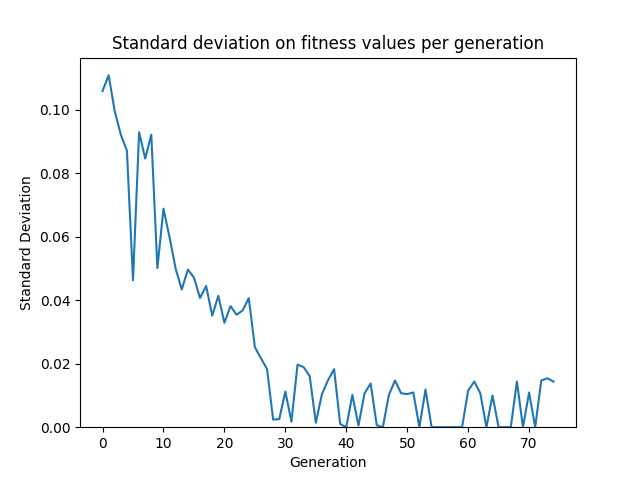 Standard deviation on fitness values per generation
Standard Deviation
0.10
0.08
0.06
0.04
0.02
0.00
0 10 20 30 40 50 60 70
Generation